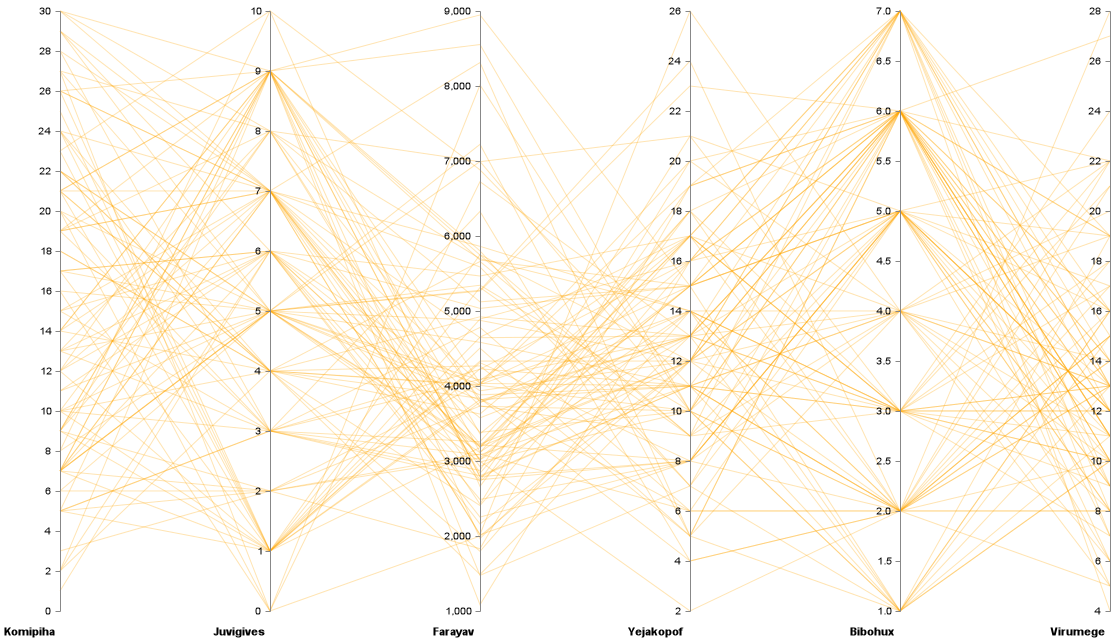 30 10 9,000 26 7.0 28
28 9 8,000 24 6.5 26
26 8 7,000 22 6.0 24
24 7 6,000 20 5.5 22
22 6 5,000 18 5.0 20
20 5 4,000 16 4.5 18
18 4 3,000 14 4.0 16
16 3 2,000 12 3.5 14
14 2 1,000 10 3.0 12
12 1 8 2.5 10
10 0 6 2.0 8
8 4 1.5 6
6 2 1.0 4
4
2
0
Komipiha Juvigives Farayav Yejakopof Bibohux Virumege